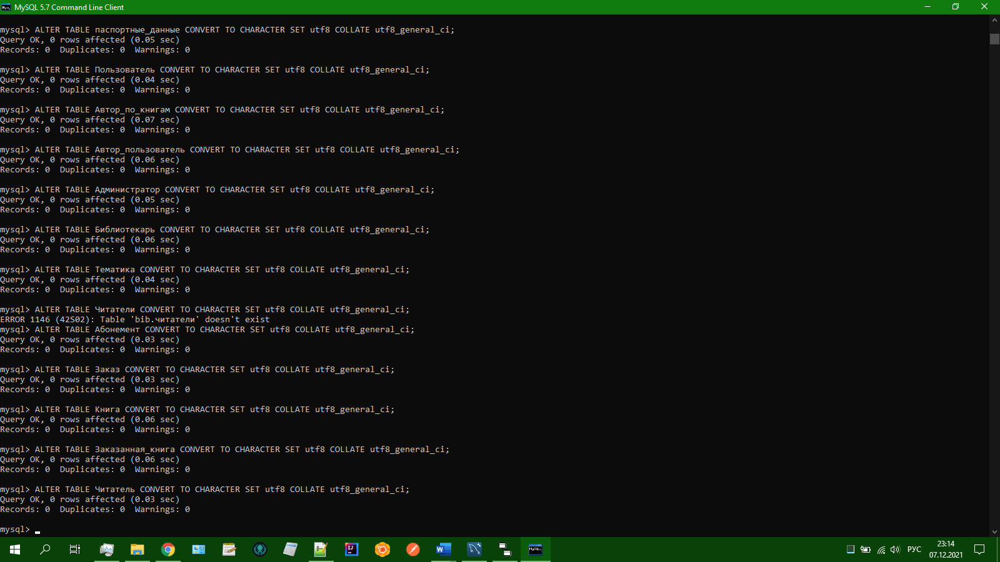 MySQL 5.7 Command Line Client
mysql> ALTER TABLE паспортные_данные CONVERT TO CHARACTER SET utf8 COLLATE utf8_general_ci;
Query OK, 0 rows affected (0.05 sec)
Records: 0  Duplicates: 0  Warnings: 0
mysql> ALTER TABLE Пользователь CONVERT TO CHARACTER SET utf8 COLLATE utf8_general_ci;
Query OK, 0 rows affected (0.04 sec)
Records: 0  Duplicates: 0  Warnings: 0
mysql> ALTER TABLE Автор_по_книгам CONVERT TO CHARACTER SET utf8 COLLATE utf8_general_ci;
Query OK, 0 rows affected (0.07 sec)
Records: 0  Duplicates: 0  Warnings: 0
mysql> ALTER TABLE Автор_пользователь CONVERT TO CHARACTER SET utf8 COLLATE utf8_general_ci;
Query OK, 0 rows affected (0.06 sec)
Records: 0  Duplicates: 0  Warnings: 0
mysql> ALTER TABLE Администратор CONVERT TO CHARACTER SET utf8 COLLATE utf8_general_ci;
Query OK, 0 rows affected (0.05 sec)
Records: 0  Duplicates: 0  Warnings: 0
mysql> ALTER TABLE Библиотекарь CONVERT TO CHARACTER SET utf8 COLLATE utf8_general_ci;
Query OK, 0 rows affected (0.06 sec)
Records: 0  Duplicates: 0  Warnings: 0
mysql> ALTER TABLE Тематика CONVERT TO CHARACTER SET utf8 COLLATE utf8_general_ci;
Query OK, 0 rows affected (0.04 sec)
Records: 0  Duplicates: 0  Warnings: 0
mysql> ALTER TABLE Читатели CONVERT TO CHARACTER SET utf8 COLLATE utf8_general_ci;
ERROR 1146 (42S02): Table 'bib.читатели' doesn't exist
mysql> ALTER TABLE Абонемент CONVERT TO CHARACTER SET utf8 COLLATE utf8_general_ci;
Query OK, 0 rows affected (0.03 sec)
Records: 0  Duplicates: 0  Warnings: 0
mysql> ALTER TABLE Заказ CONVERT TO CHARACTER SET utf8 COLLATE utf8_general_ci;
Query OK, 0 rows affected (0.03 sec)
Records: 0  Duplicates: 0  Warnings: 0
mysql> ALTER TABLE Книга CONVERT TO CHARACTER SET utf8 COLLATE utf8_general_ci;
Query OK, 0 rows affected (0.06 sec)
Records: 0  Duplicates: 0  Warnings: 0
mysql> ALTER TABLE Заказанная_книга CONVERT TO CHARACTER SET utf8 COLLATE utf8_general_ci;
Query OK, 0 rows affected (0.06 sec)
Records: 0  Duplicates: 0  Warnings: 0
mysql> ALTER TABLE Читатель CONVERT TO CHARACTER SET utf8 COLLATE utf8_general_ci;
Query OK, 0 rows affected (0.03 sec)
Records: 0  Duplicates: 0  Warnings: 0
mysql>
РУС
23:14
07.12.2021